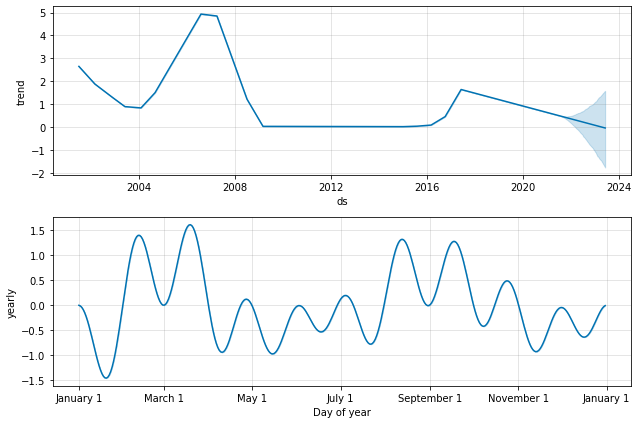 5
4
3
2
1
0
−1
−2
trend
2004 2008 2012 2016 2020 2024
ds
1.5
1.0
0.5
0.0
−0.5
−1.0
−1.5
yearly
January 1 March 1 May 1 July 1 September 1 November 1 January 1
Day of year